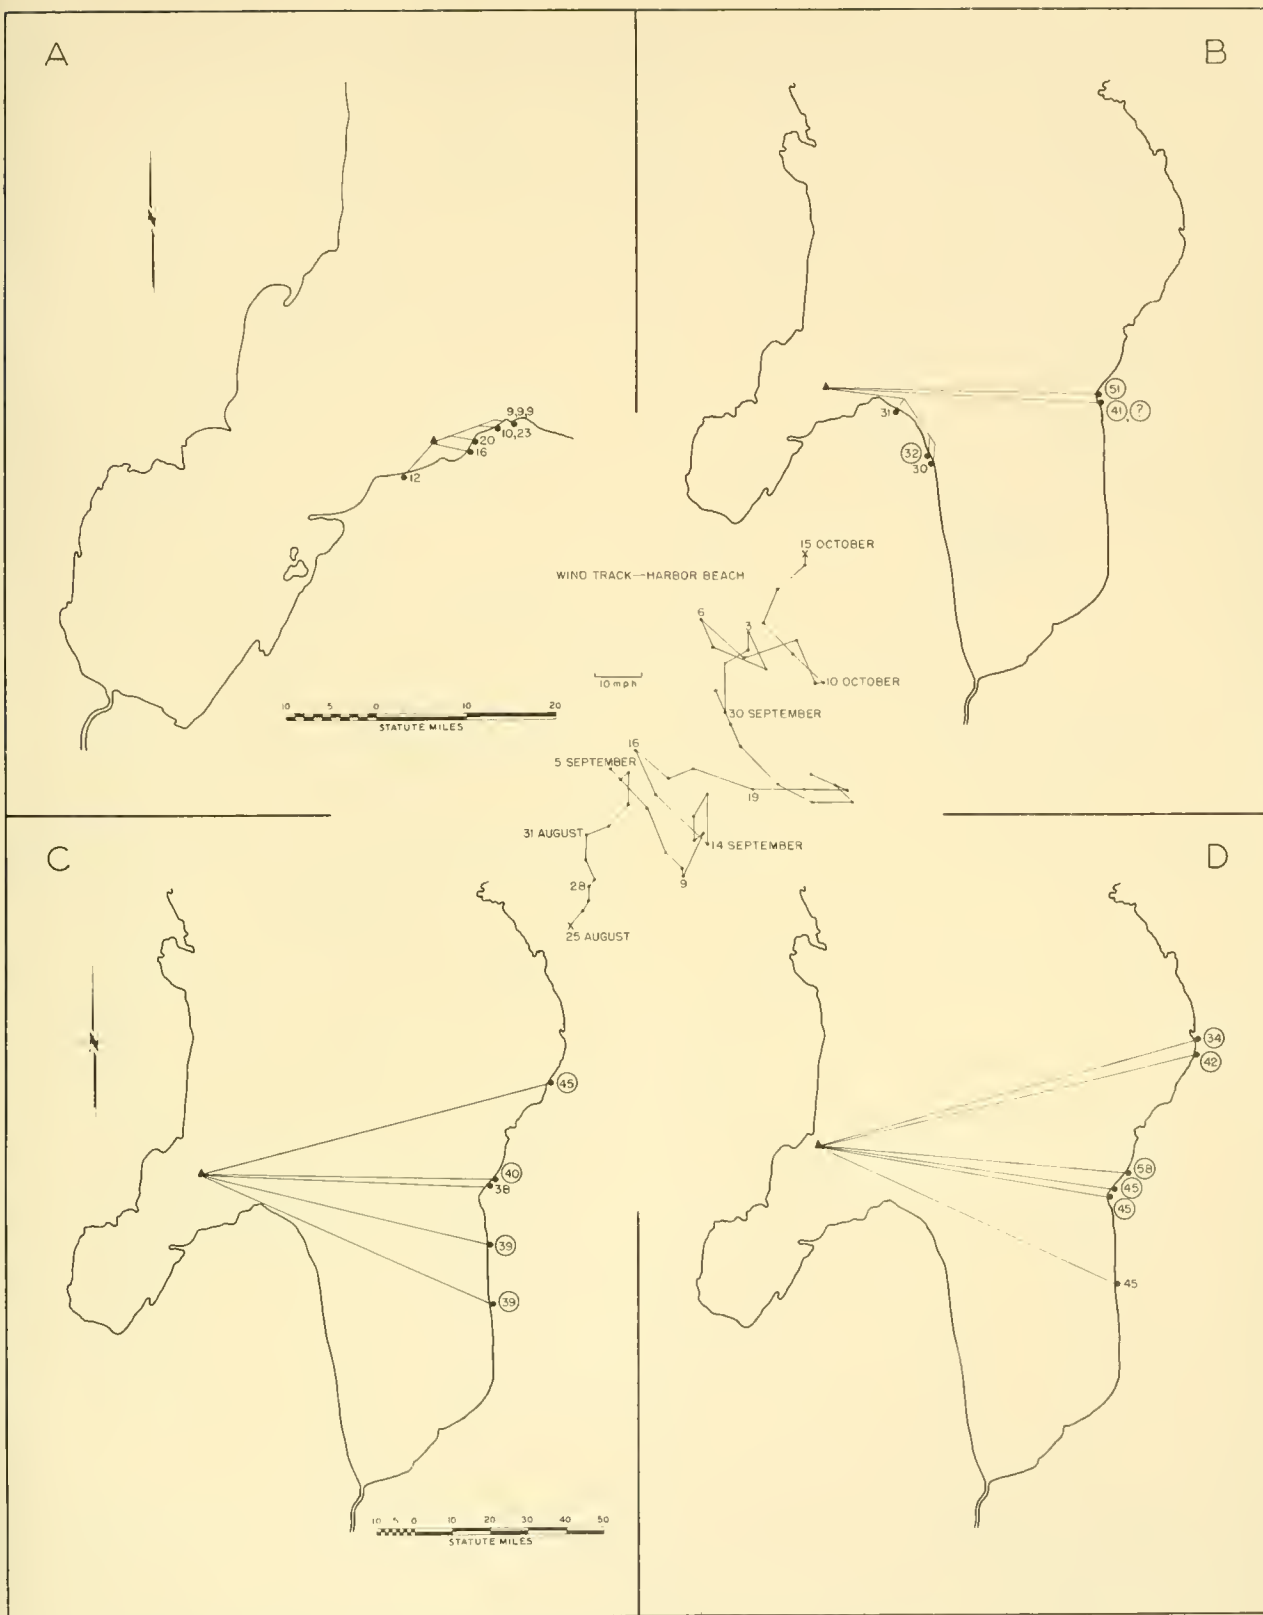 A
B
9,9,9
10,23
20
16
12
10 5 0 10 20
STATUTE MILES
51
41, ?
31
32
30
WIND TRACK—HARBOR BEACH
15 OCTOBER
6
3
10 mph
10 OCTOBER
30 SEPTEMBER
16
5 SEPTEMBER
19
31 AUGUST
14 SEPTEMBER
28
9
25 AUGUST
C
D
45
40
38
39
39
10 5 0 10 20 30 40 50
STATUTE MILES
34
42
58
45
45
45